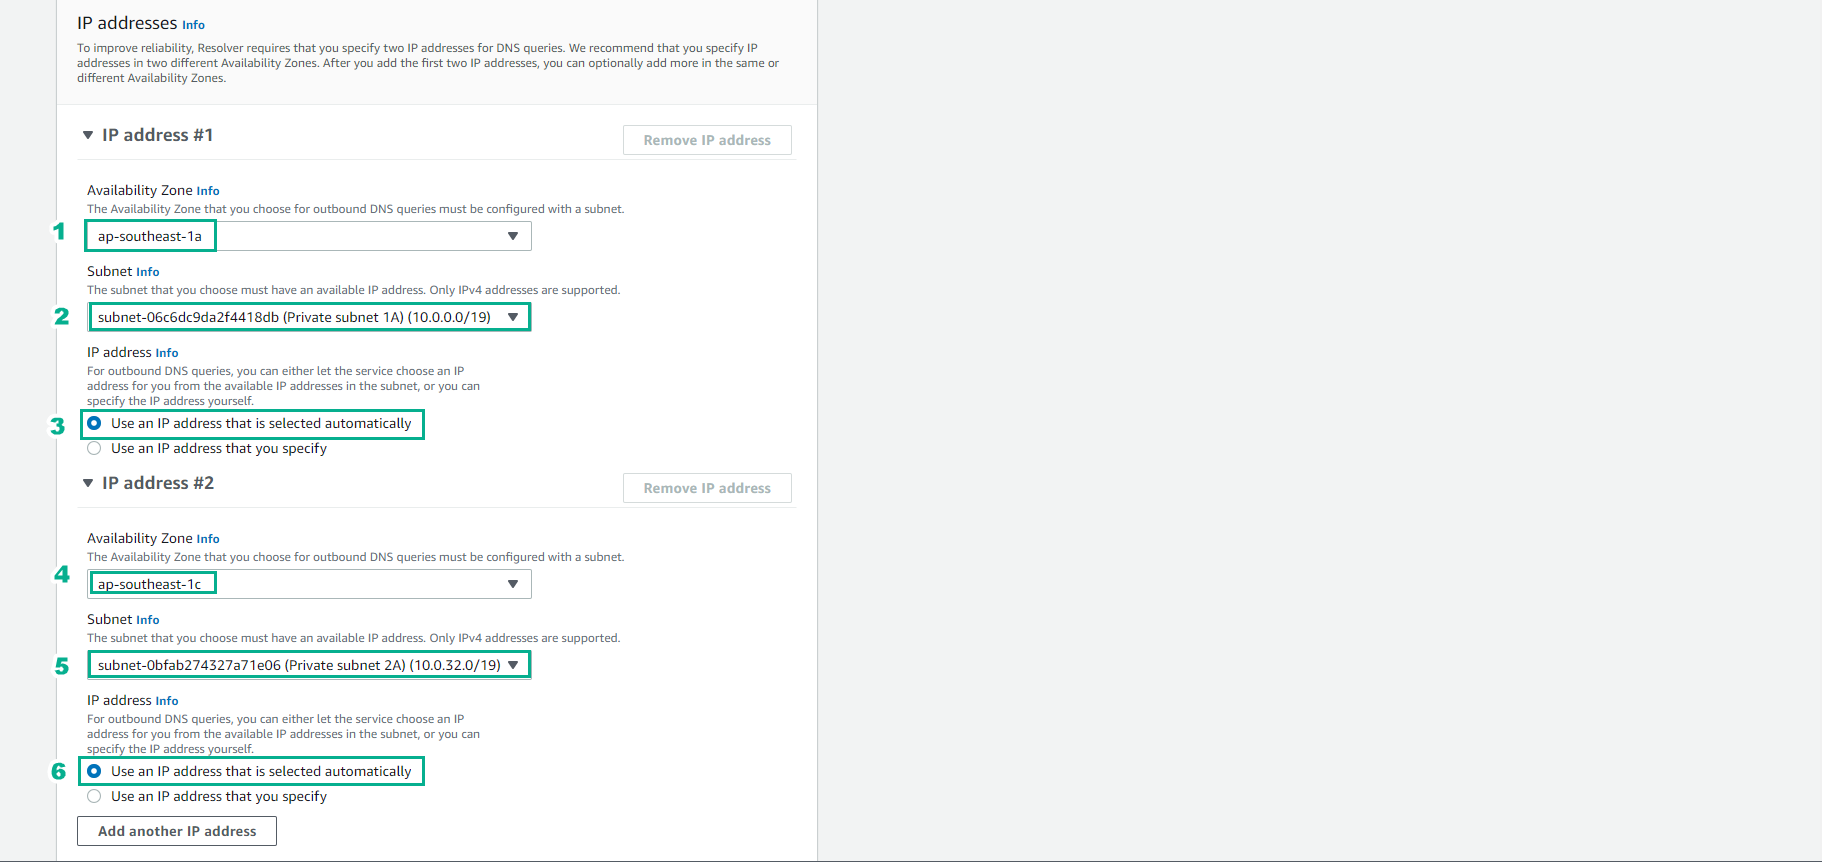 IP addresses Info
To improve reliability, Resolver requires that you specify two IP addresses for DNS queries. We recommend that you specify IP
addresses in two different Availability Zones. After you add the first two IP addresses, you can optionally add more in the same or
different Availability Zones.
IP address #1
Remove IP address
Availability Zone Info
The Availability Zone that you choose for outbound DNS queries must be configured with a subnet.
1
ap-southeast-1a
Subnet Info
The subnet that you choose must have an available IP address. Only IPv4 addresses are supported.
2
subnet-06c6dc9da2f4418db (Private subnet 1A) (10.0.0.0/19)
IP address Info
For outbound DNS queries, you can either let the service choose an IP
address for you from the available IP addresses in the subnet, or you can
specify the IP address yourself.
3
Use an IP address that is selected automatically
Use an IP address that you specify
IP address #2
Remove IP address
Availability Zone Info
The Availability Zone that you choose for outbound DNS queries must be configured with a subnet.
4
ap-southeast-1c
Subnet Info
The subnet that you choose must have an available IP address. Only IPv4 addresses are supported.
5
subnet-0bfab274327a71e06 (Private subnet 2A) (10.0.32.0/19)
IP address Info
For outbound DNS queries, you can either let the service choose an IP
address for you from the available IP addresses in the subnet, or you can
specify the IP address yourself.
6
Use an IP address that is selected automatically
Use an IP address that you specify
Add another IP address